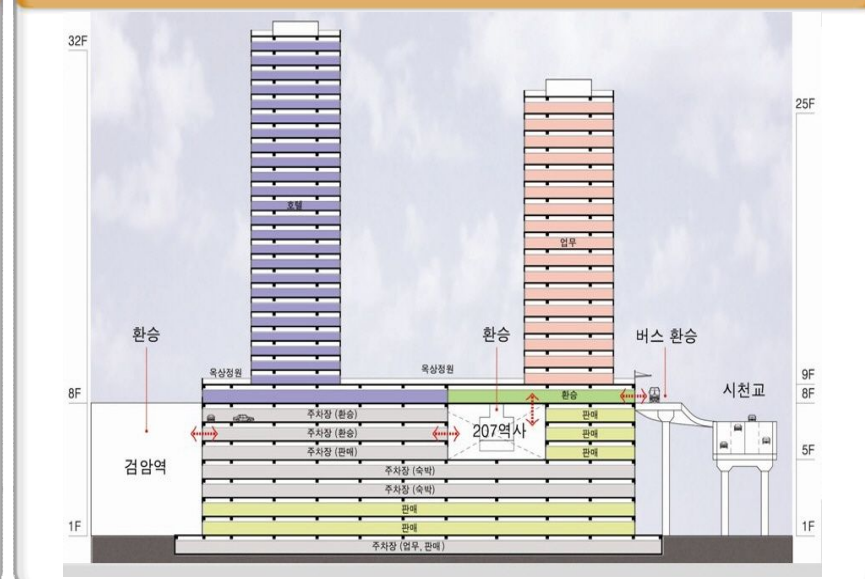 32F
25F
호텔
업무
환승
환승
버스 환승
옥상정원
옥상정원
9F
8F
환승
8F
시천교
주차장 (환승)
판매
주차장 (환승)
207역사
판매
검암역
주차장 (판매)
판매
5F
주차장 (숙박)
주차장 (숙박)
판매
1F
판매
1F
주차장 (업무, 판매)